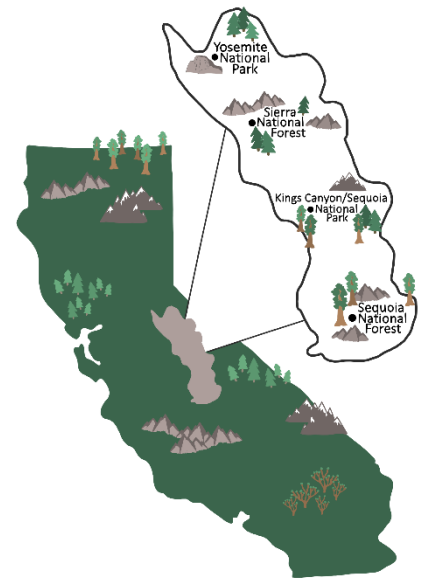 Yosemite
National
Park
Sierra
National
Forest
Kings Canyon/Sequoia
National
Park
Sequoia
National
Forest